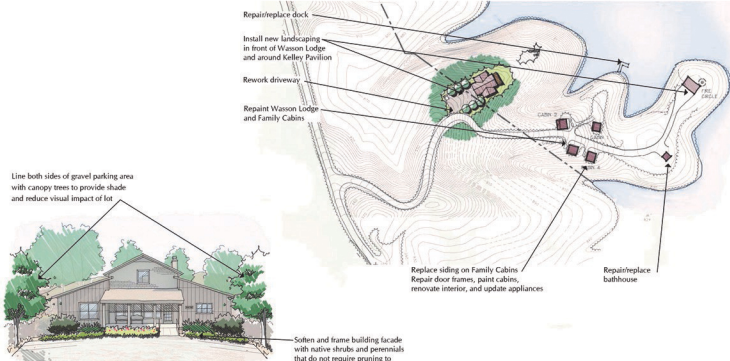 Repair/replace dock
Install new landscaping
in front of Wasson Lodge
and around Kelley Pavilion
Rework driveway
Repaint Wasson Lodge
and Family Cabins
FIRE
CIRCLE
CABIN 2
CABIN
CABIN 4
Line both sides of gravel parking area
with canopy trees to provide shade
and reduce visual impact of lot
Replace siding on Family Cabins
Repair door frames, paint cabins,
renovate interior, and update appliances
Repair/replace
bathhouse
Soften and frame building facade
with native shrubs and perennials
that do not require pruning to